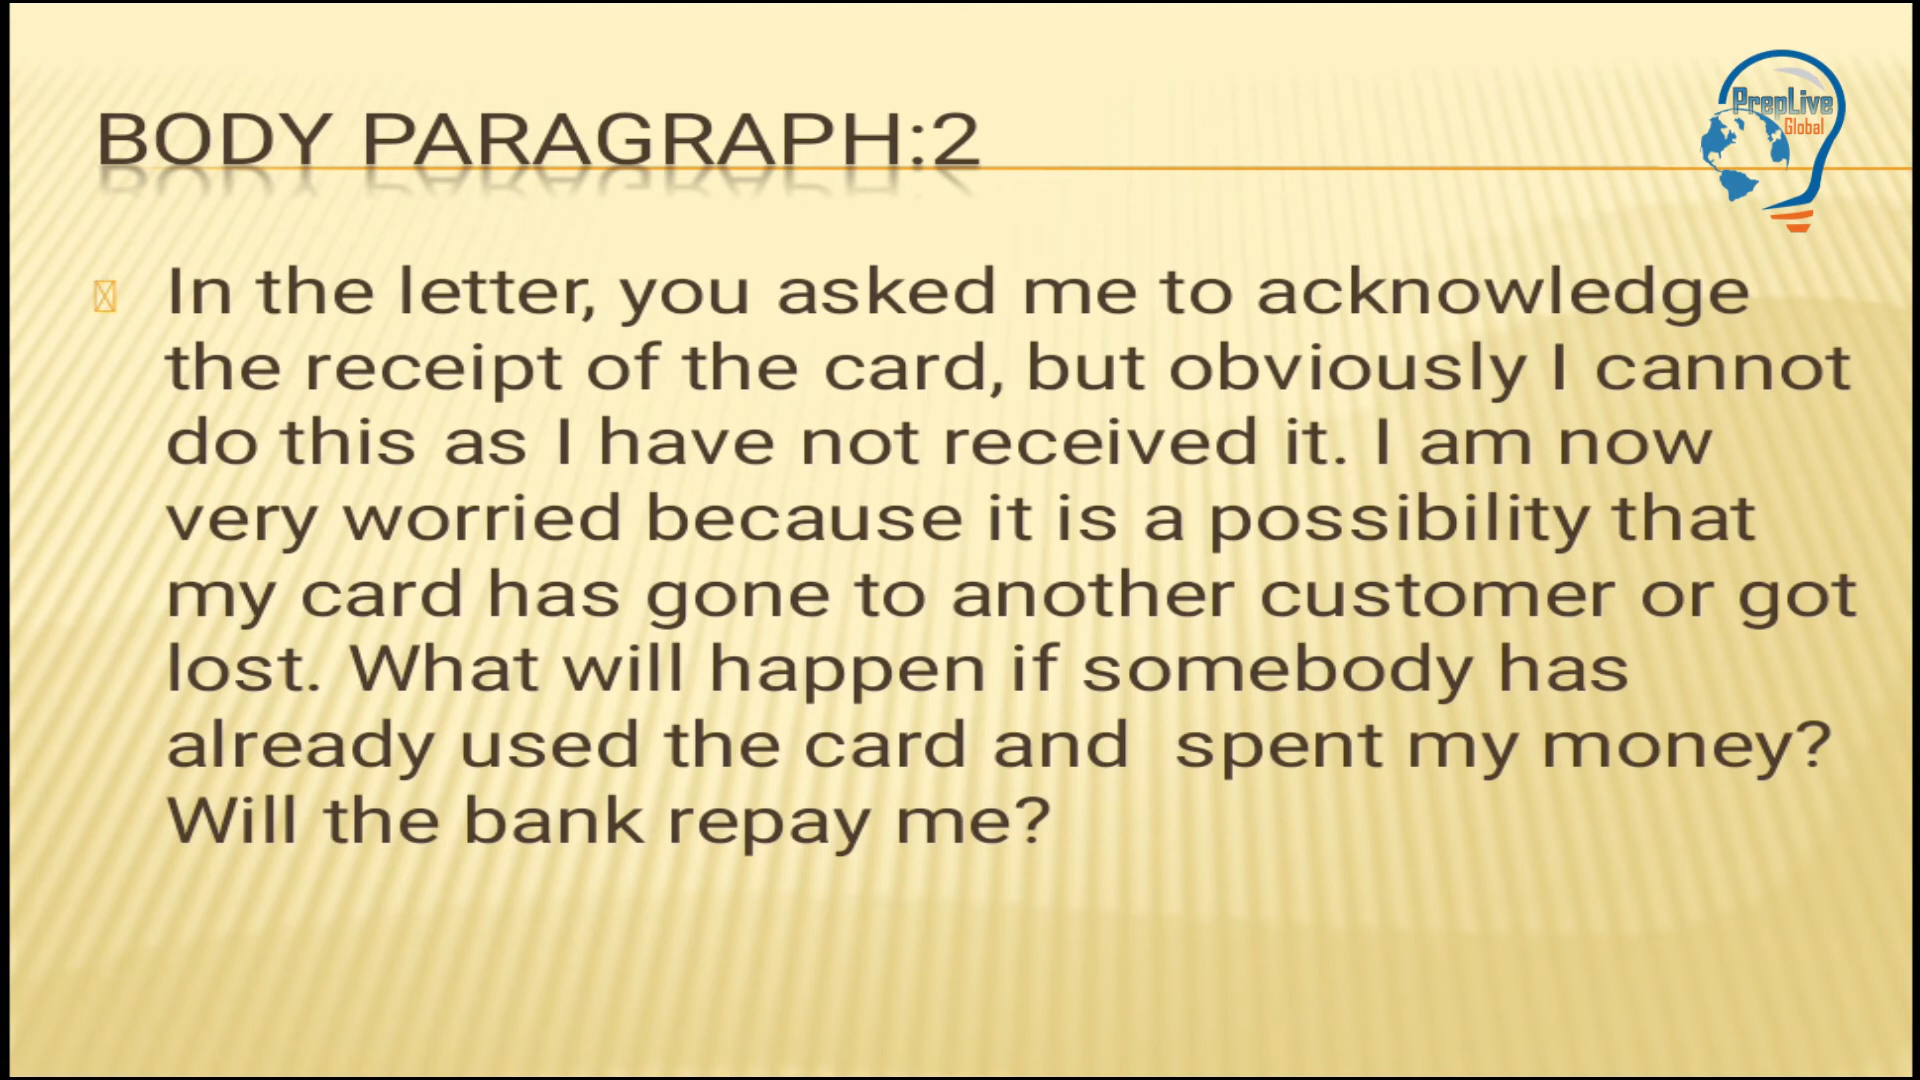 PrepLive
Global
BODY PARAGRAPH:2
In the letter, you asked me to acknowledge
the receipt of the card, but obviously I cannot
do this as I have not received it. I am now
very worried because it is a possibility that
my card has gone to another customer or got
lost. What will happen if somebody has
already used the card and  spent my money?
Will the bank repay me?